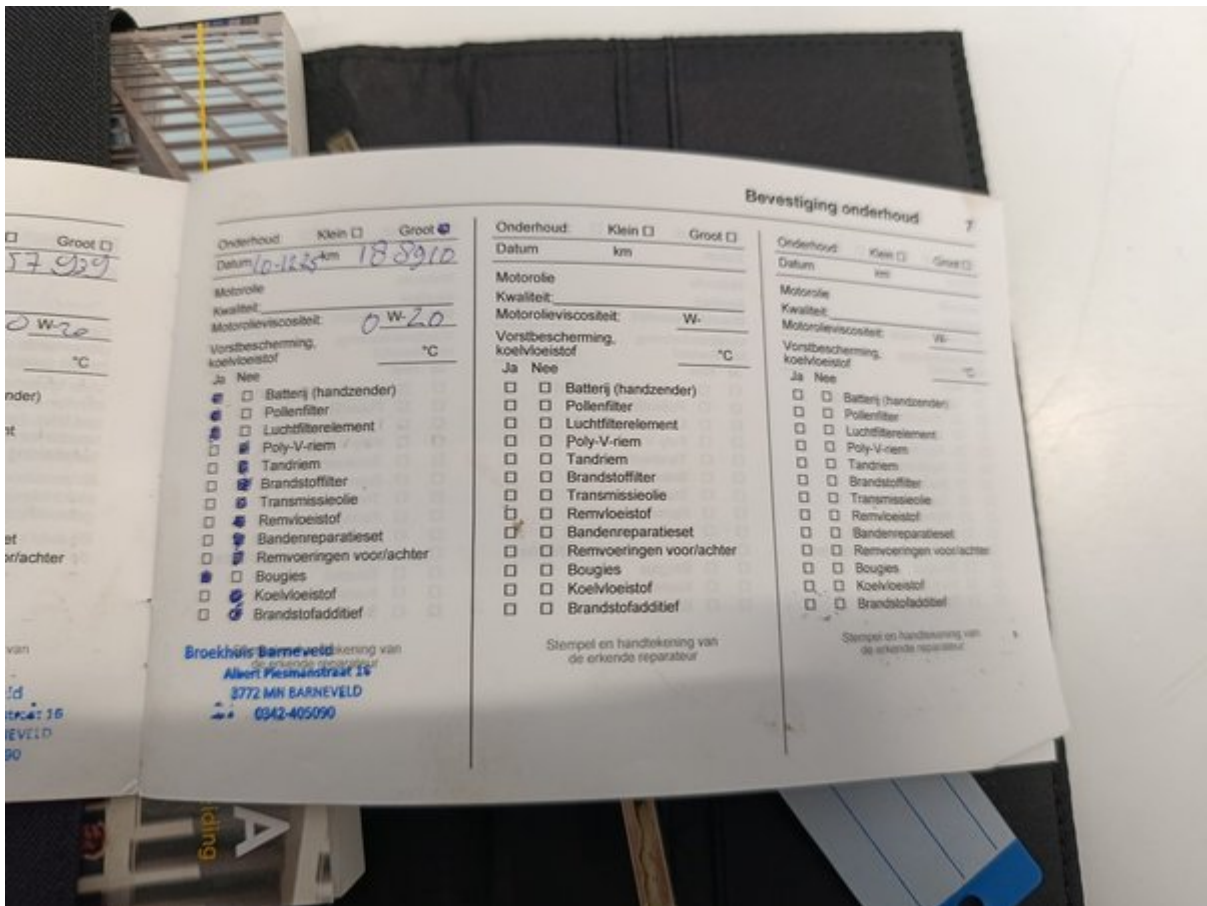 Bevestiging onderhoud 7
Groot
57 929
W-20
°C
nder)
et
or/achter
van
Onderhoud: Klein Groot
Datum 10-12-25 km 188910
Motorolie
Kwaliteit:
Motorolieviscositeit: 0 W-20
Vorstbescherming,
koelvloeistof °C
Ja Nee
Batterij (handzender)
Pollenfilter
Luchtfilterelement
Poly-V-riem
Tandriem
Brandstoffilter
Transmissieolie
Remvloeistof
Bandenreparatieset
Remvoeringen voor/achter
Bougies
Koelvloeistof
Brandstofadditief
Broekhuis Barneveld
Albert Plesmanstraat 16
3772 MN BARNEVELD
0342-405090
Onderhoud: Klein Groot
Datum km
Motorolie
Kwaliteit:
Motorolieviscositeit: W-
Vorstbescherming,
koelvloeistof °C
Ja Nee
Batterij (handzender)
Pollenfilter
Luchtfilterelement
Poly-V-riem
Tandriem
Brandstoffilter
Transmissieolie
Remvloeistof
Bandenreparatieset
Remvoeringen voor/achter
Bougies
Koelvloeistof
Brandstofadditief
Stempel en handtekening van
de erkende reparateur
Onderhoud: Klein Groot
Datum km
Motorolie
Kwaliteit:
Motorolieviscositeit: W-
Vorstbescherming,
koelvloeistof °C
Ja Nee
Batterij (handzender)
Pollenfilter
Luchtfilterelement
Poly-V-riem
Tandriem
Brandstoffilter
Transmissieolie
Remvloeistof
Bandenreparatieset
Remvoeringen voor/achter
Bougies
Koelvloeistof
Brandstofadditief
Stempel en handtekening van
de erkende reparateur